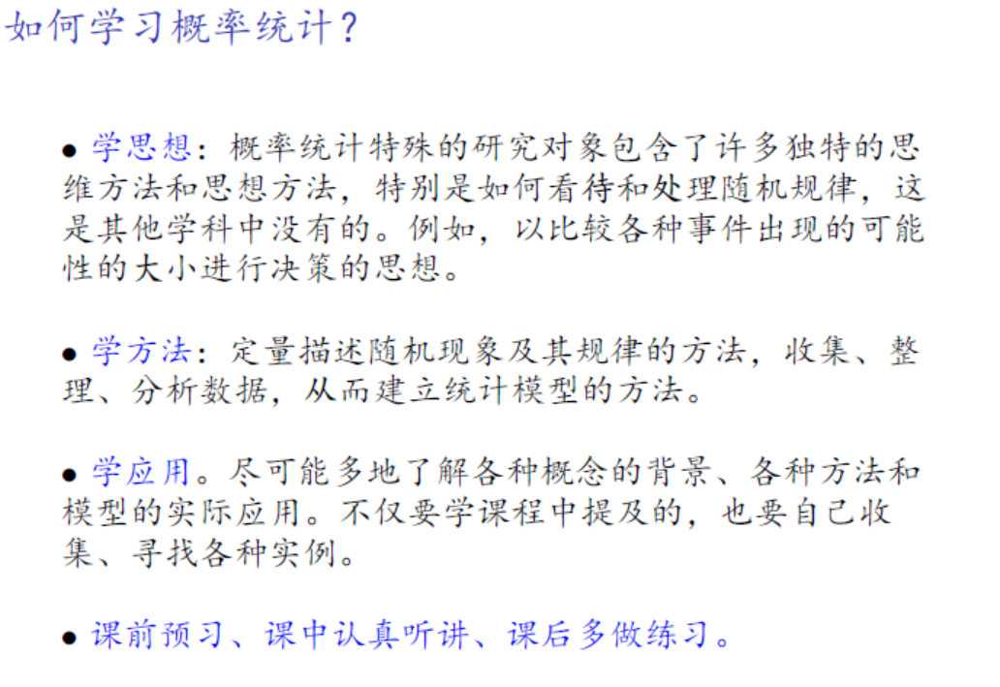 如何学习概率统计？
● 学思想：概率统计特殊的研究对象包含了许多独特的思
维方法和思想方法，特别是如何看待和处理随机规律，这
是其他学科中没有的。例如，以比较各种事件出现的可能
性的大小进行决策的思想。
● 学方法：定量描述随机现象及其规律的方法，收集、整
理、分析数据，从而建立统计模型的方法。
● 学应用。尽可能多地了解各种概念的背景、各种方法和
模型的实际应用。不仅要学课程中提及的，也要自己收
集、寻找各种实例。
● 课前预习、课中认真听讲、课后多做练习。